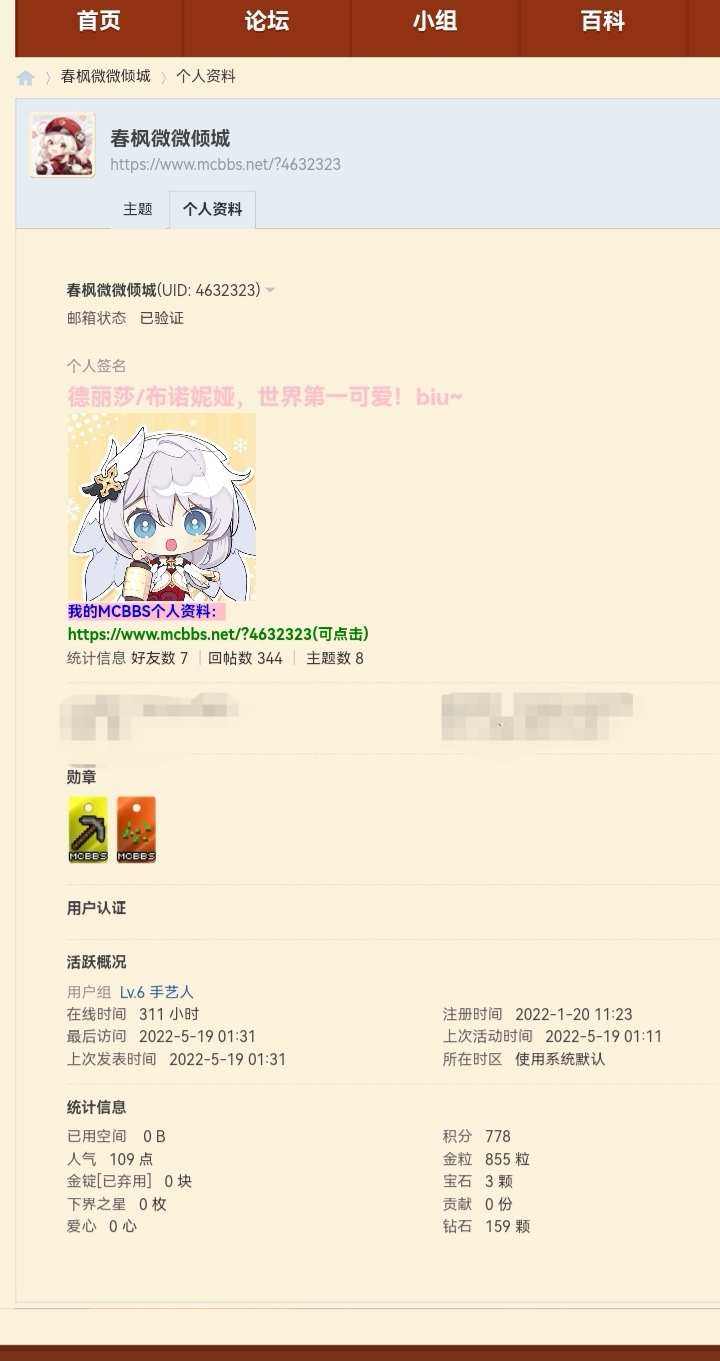 首页 论坛 小组 百科
春枫微微倾城 〉 个人资料
春枫微微倾城
https://www.mcbbs.net/?4632323
主题 个人资料
春枫微微倾城(UID: 4632323)
邮箱状态 已验证
个人签名
德丽莎/布诺妮娅，世界第一可爱！biu~
我的MCBBS个人资料：
https://www.mcbbs.net/?4632323(可点击)
统计信息 好友数 7 | 回帖数 344 | 主题数 8
勋章
MCBBS MCBBS
用户认证
活跃概况
用户组 Lv.6 手艺人
在线时间 311 小时 注册时间 2022-1-20 11:23
最后访问 2022-5-19 01:31 上次活动时间 2022-5-19 01:11
上次发表时间 2022-5-19 01:31 所在时区 使用系统默认
统计信息
已用空间 0 B 积分 778
人气 109 点 金粒 855 粒
金锭[已弃用] 0 块 宝石 3 颗
下界之星 0 枚 贡献 0 份
爱心 0 心 钻石 159 颗